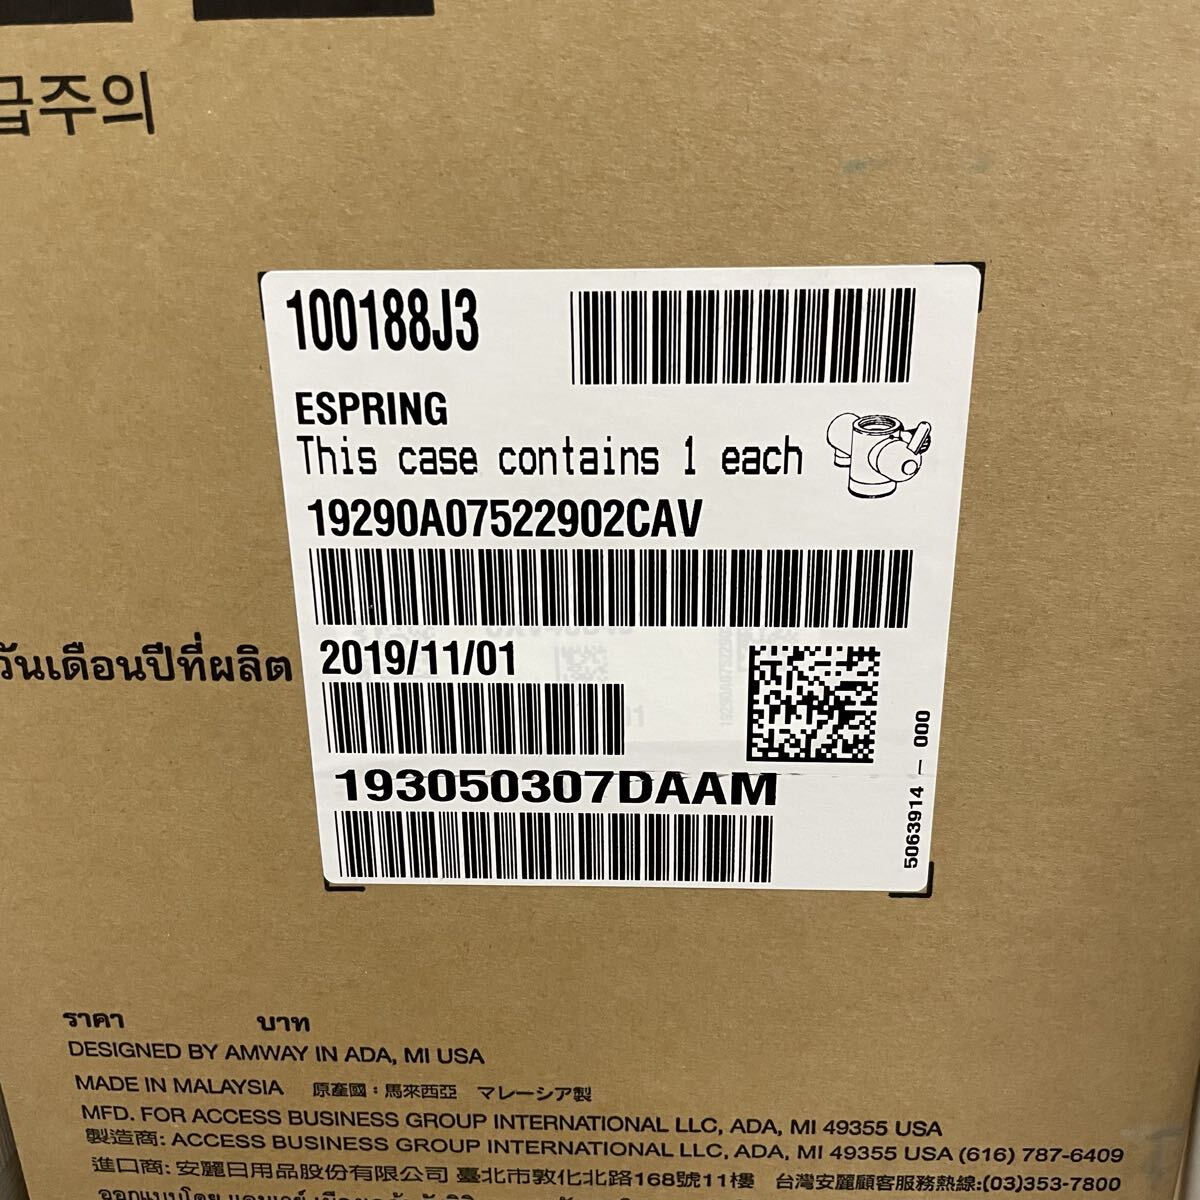 급주의
100188J3
ESPRING
This case contains 1 each
19290A07522902CAV
วันเดือนปีที่ผลิต 2019/11/01
193050307DAAM
5063914 - 000
ราคา บาท
DESIGNED BY AMWAY IN ADA, MI USA
MADE IN MALAYSIA 原產國：馬來西亞 マレーシア製
MFD. FOR ACCESS BUSINESS GROUP INTERNATIONAL LLC, ADA, MI 49355 USA
製造商: ACCESS BUSINESS GROUP INTERNATIONAL LLC, ADA, MI 49355 USA (616) 787-6409
進口商: 安麗日用品股份有限公司 臺北市敦化北路168號11樓 台灣安麗顧客服務熱線:(03)353-7800